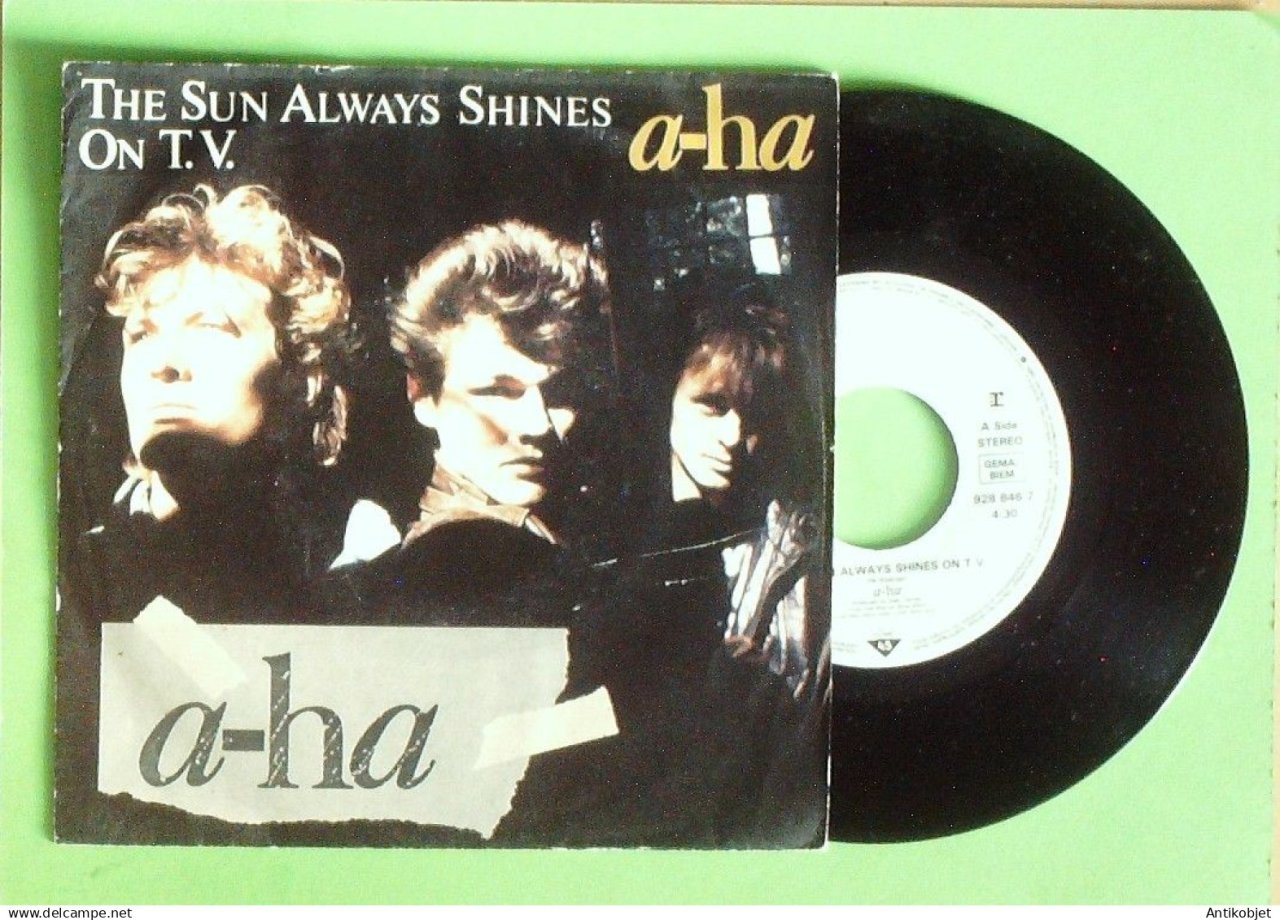 THE SUN ALWAYS SHINES
ON T.V.
a-ha
a-ha
r
A Side
STEREO
GEMA
BIEM
928 846 7
4.30
ALWAYS SHINES ON T.V.
a-ha
45
delcampe.net
Antikobjet